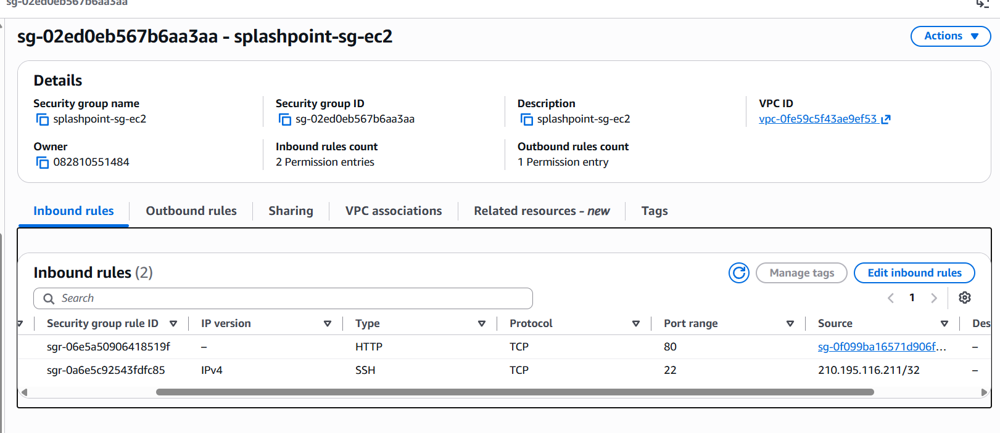 sg-02ed0eb567b6aa3aa
sg-02ed0eb567b6aa3aa - splashpoint-sg-ec2
Actions
Details
Security group name
splashpoint-sg-ec2
Security group ID
sg-02ed0eb567b6aa3aa
Description
splashpoint-sg-ec2
VPC ID
vpc-0fe59c5f43ae9ef53
Owner
082810551484
Inbound rules count
2 Permission entries
Outbound rules count
1 Permission entry
Inbound rules Outbound rules Sharing VPC associations Related resources - new Tags
Inbound rules (2)
Manage tags
Edit inbound rules
Search
1
Security group rule ID IP version Type Protocol Port range Source Des
sgr-06e5a50906418519f – HTTP TCP 80 sg-0f099ba16571d906f... –
sgr-0a6e5c92543fdfc85 IPv4 SSH TCP 22 210.195.116.211/32 –